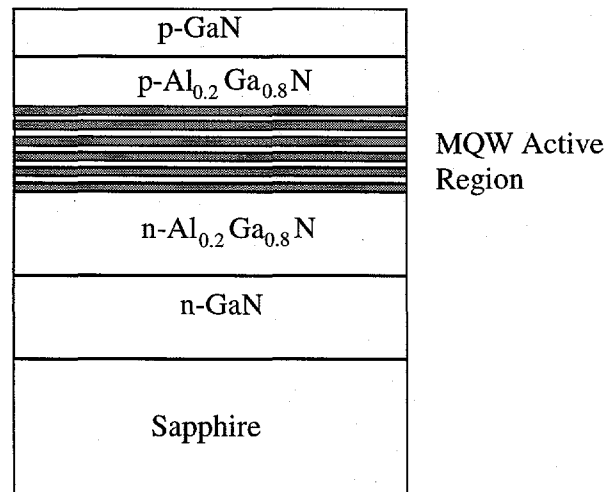 p-GaN
p-Al₀.₂Ga₀.₈N
MQW Active
Region
n-Al₀.₂Ga₀.₈N
n-GaN
Sapphire